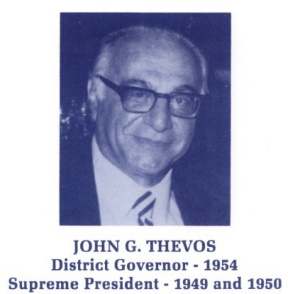 JOHN G. THEVOS
District Governor - 1954
Supreme President - 1949 and 1950